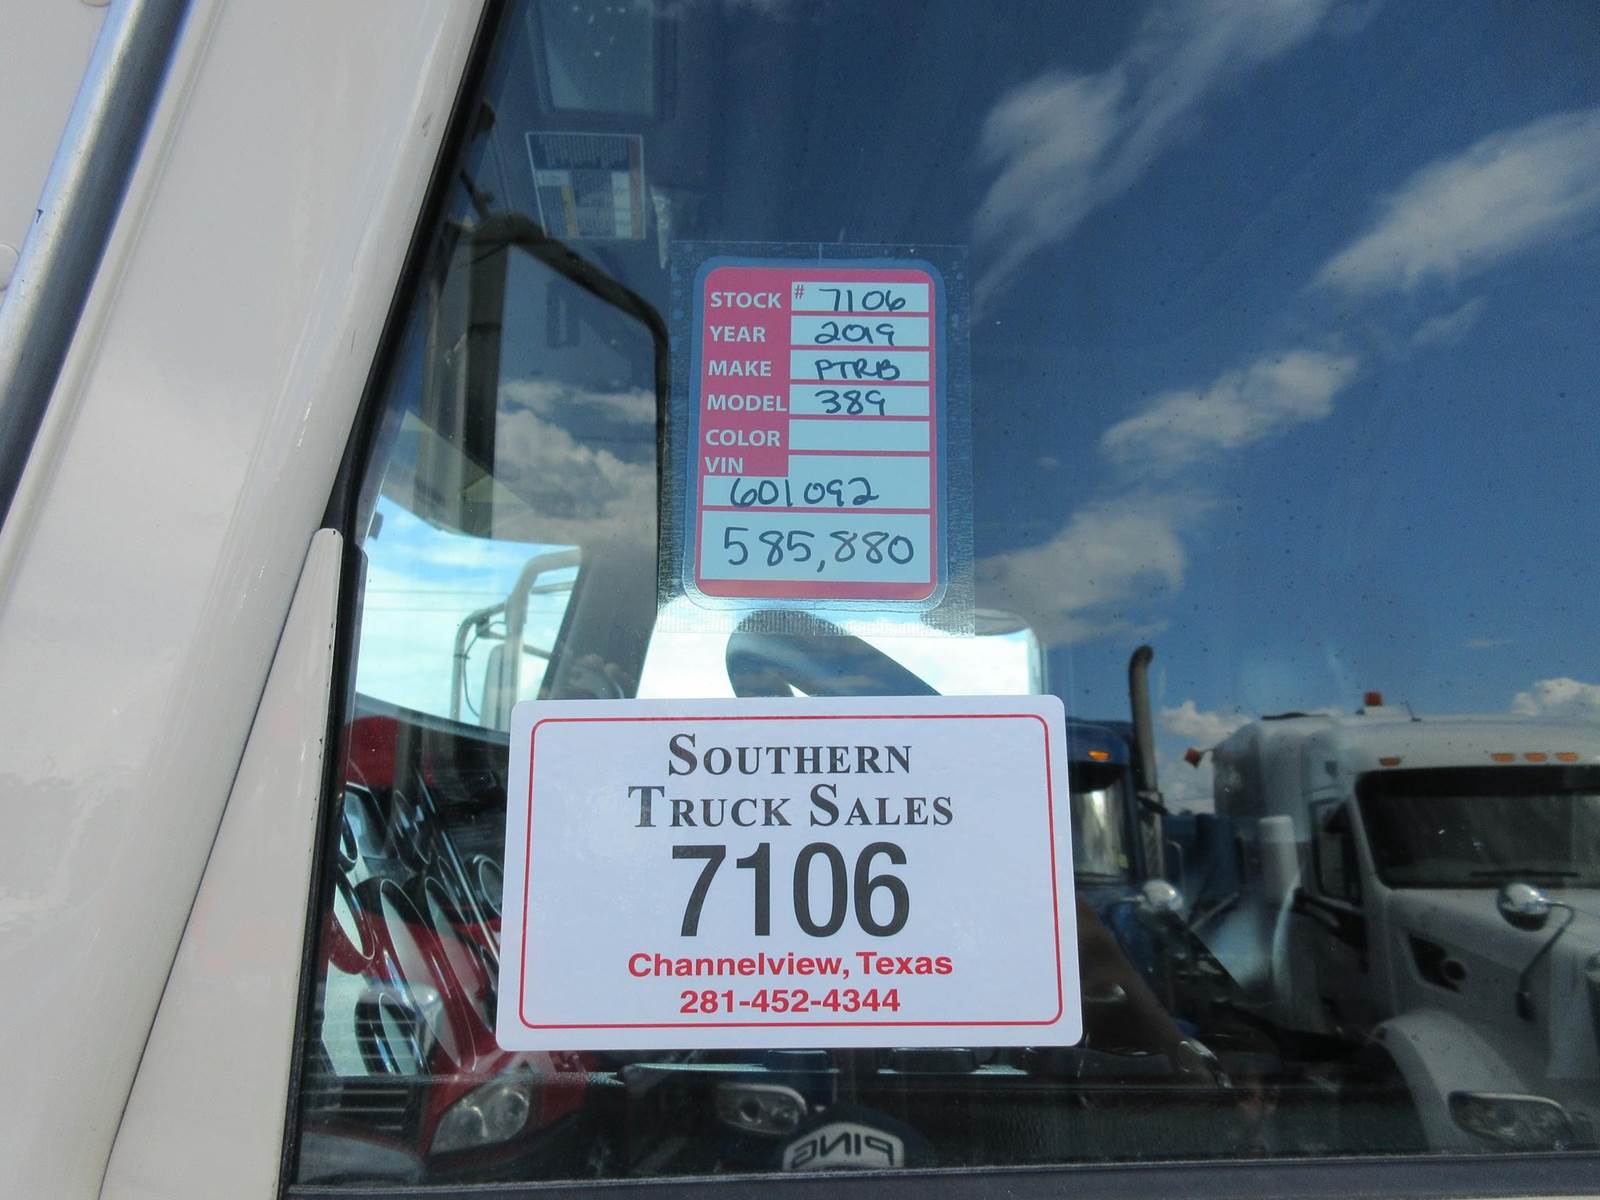 STOCK # 7106
YEAR 2019
MAKE PTRB
MODEL 389
COLOR
VIN
601092
585,880
SOUTHERN
TRUCK SALES
7106
Channelview, Texas
281-452-4344
PING